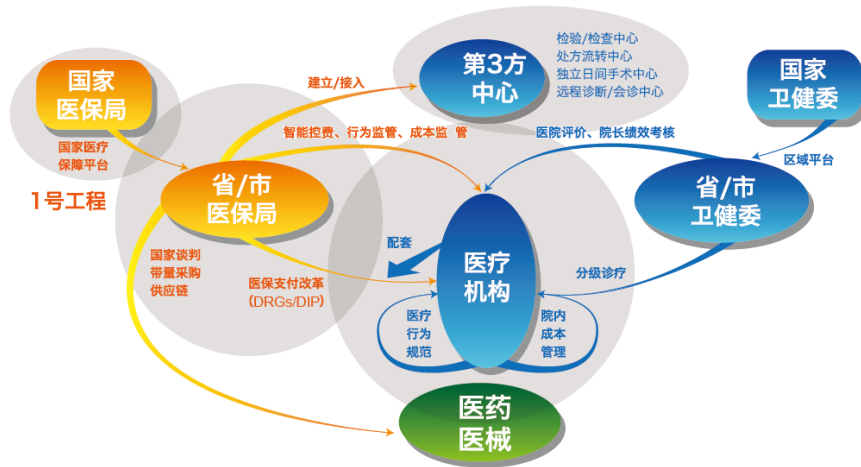 国家
医保局
国家医疗
保障平台
1号工程
省/市
医保局
建立/接入
第3方
中心
检验/检查中心
处方流转中心
独立日间手术中心
远程诊断/会诊中心
国家
卫健委
区域平台
省/市
卫健委
智能控费、行为监管、成本监 管
医院评价、院长绩效考核
国家谈判
带量采购
供应链
医保支付改革
(DRGs/DIP)
配套
医疗
机构
分级诊疗
医疗
行为
规范
院内
成本
管理
医药
医械